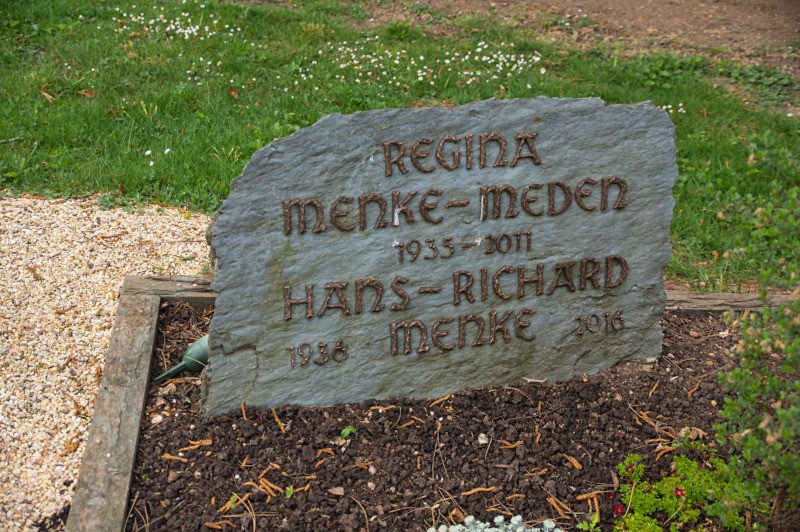 REGINA
MENKE-MEDEN
1935-2011
HANS-RICHARD
MENKE
1936 2016